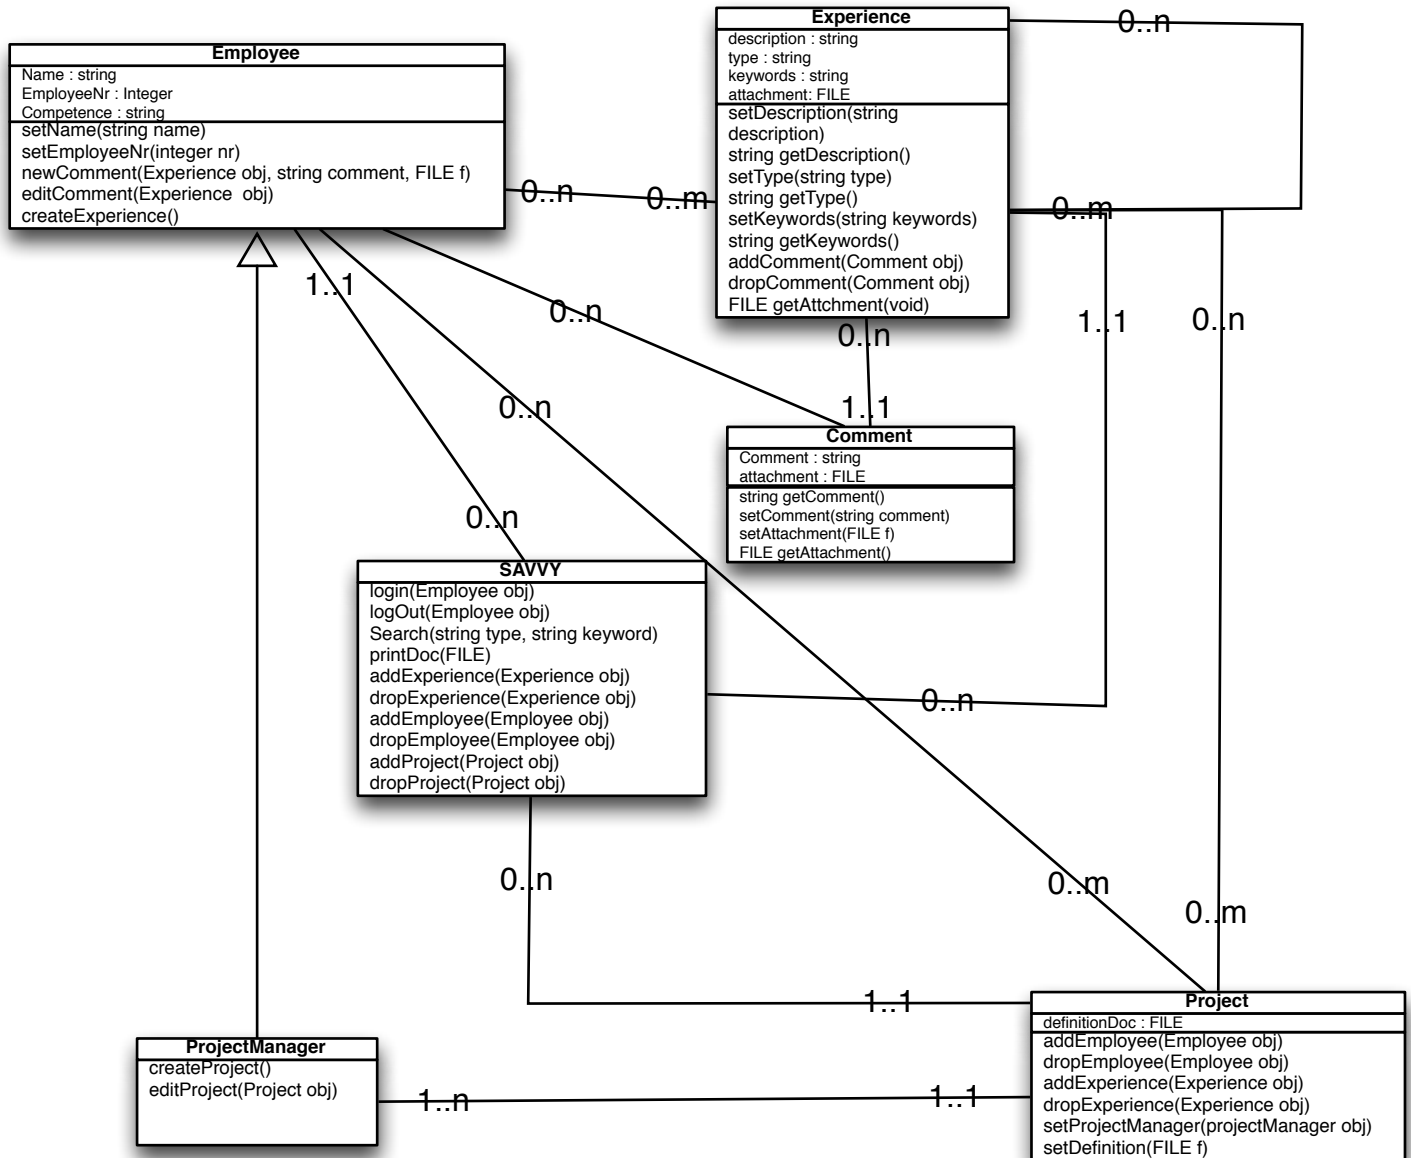 Employee
Name : string
EmployeeNr : Integer
Competence : string
setName(string name)
setEmployeeNr(integer nr)
newComment(Experience obj, string comment, FILE f)
editComment(Experience  obj)
createExperience()
Experience
description : string
type : string
keywords : string
attachment: FILE
setDescription(string
description)
string getDescription()
setType(string type)
string getType()
setKeywords(string keywords)
string getKeywords()
addComment(Comment obj)
dropComment(Comment obj)
FILE getAttchment(void)
0..n
0..n
0..m
0..m
1..1
0..n
0..n
1..1
0..n
0..n
1..1
Comment
Comment : string
attachment : FILE
string getComment()
setComment(string comment)
setAttachment(FILE f)
FILE getAttachment()
0..n
SAVVY
login(Employee obj)
logOut(Employee obj)
Search(string type, string keyword)
printDoc(FILE)
addExperience(Experience obj)
dropExperience(Experience obj)
addEmployee(Employee obj)
dropEmployee(Employee obj)
addProject(Project obj)
dropProject(Project obj)
0..n
0..n
0..m
0..m
1..1
Project
definitionDoc : FILE
addEmployee(Employee obj)
dropEmployee(Employee obj)
addExperience(Experience obj)
dropExperience(Experience obj)
setProjectManager(projectManager obj)
setDefinition(FILE f)
ProjectManager
createProject()
editProject(Project obj)
1..n
1..1